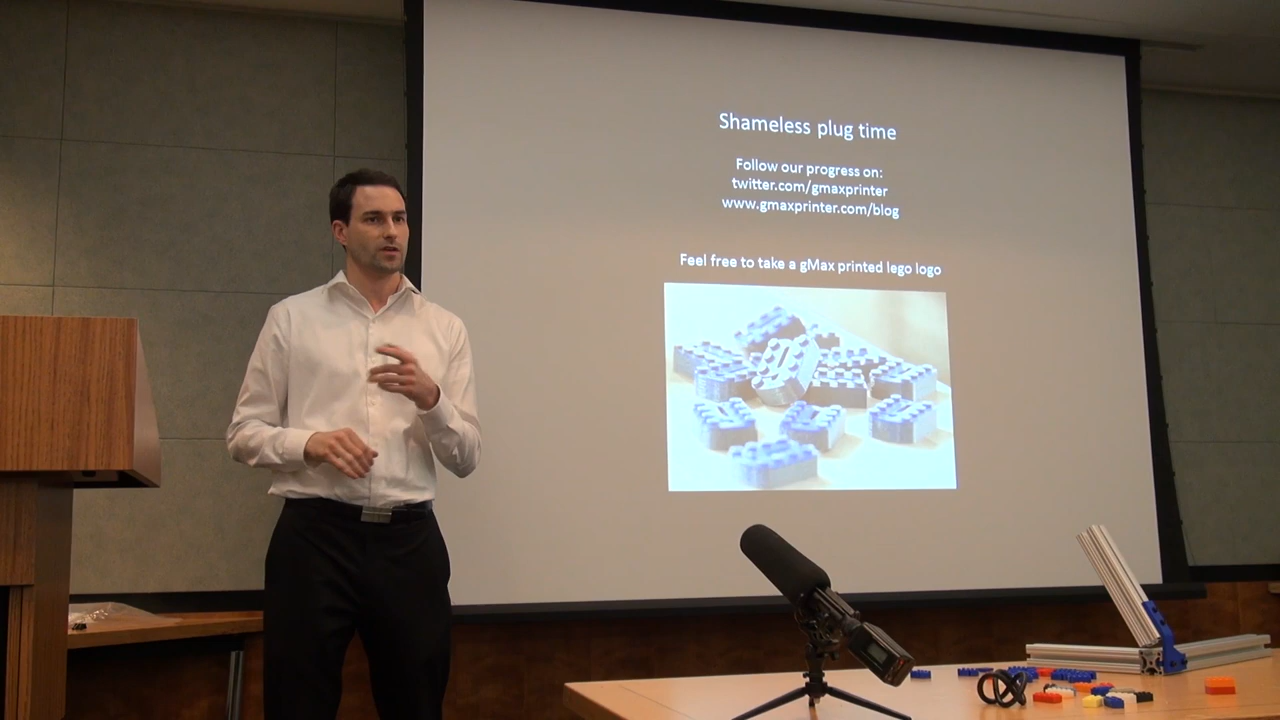 Shameless plug time
Follow our progress on:
twitter.com/gmaxprinter
www.gmaxprinter.com/blog
Feel free to take a gMax printed lego logo